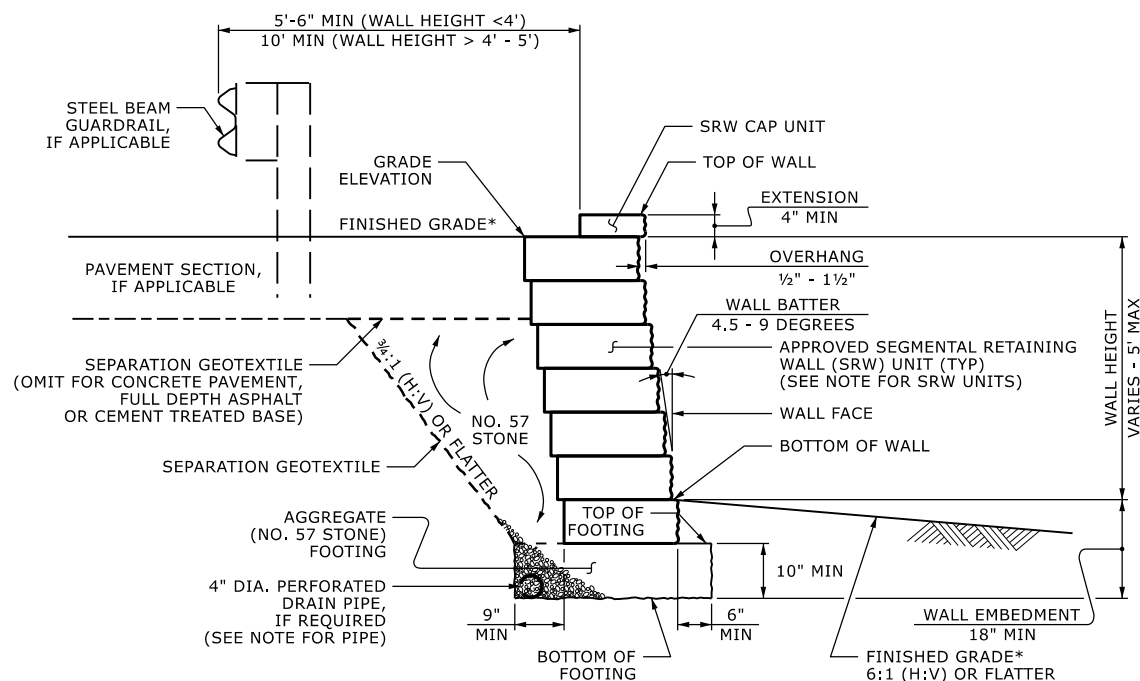 5'-6" MIN (WALL HEIGHT <4')
10' MIN (WALL HEIGHT > 4' - 5')
STEEL BEAM
GUARDRAIL,
IF APPLICABLE
SRW CAP UNIT
GRADE
ELEVATION
TOP OF WALL
EXTENSION
4" MIN
FINISHED GRADE*
PAVEMENT SECTION,
IF APPLICABLE
OVERHANG
½" - 1½"
WALL BATTER
4.5 - 9 DEGREES
SEPARATION GEOTEXTILE
(OMIT FOR CONCRETE PAVEMENT,
FULL DEPTH ASPHALT
OR CEMENT TREATED BASE)
¾:1 (H:V) OR FLATTER
NO. 57
STONE
APPROVED SEGMENTAL RETAINING
WALL (SRW) UNIT (TYP)
(SEE NOTE FOR SRW UNITS)
WALL HEIGHT
VARIES - 5' MAX
WALL FACE
BOTTOM OF WALL
SEPARATION GEOTEXTILE
TOP OF
FOOTING
AGGREGATE
(NO. 57 STONE)
FOOTING
10" MIN
4" DIA. PERFORATED
DRAIN PIPE,
IF REQUIRED
(SEE NOTE FOR PIPE)
9"
MIN
6"
MIN
WALL EMBEDMENT
18" MIN
BOTTOM OF
FOOTING
FINISHED GRADE*
6:1 (H:V) OR FLATTER